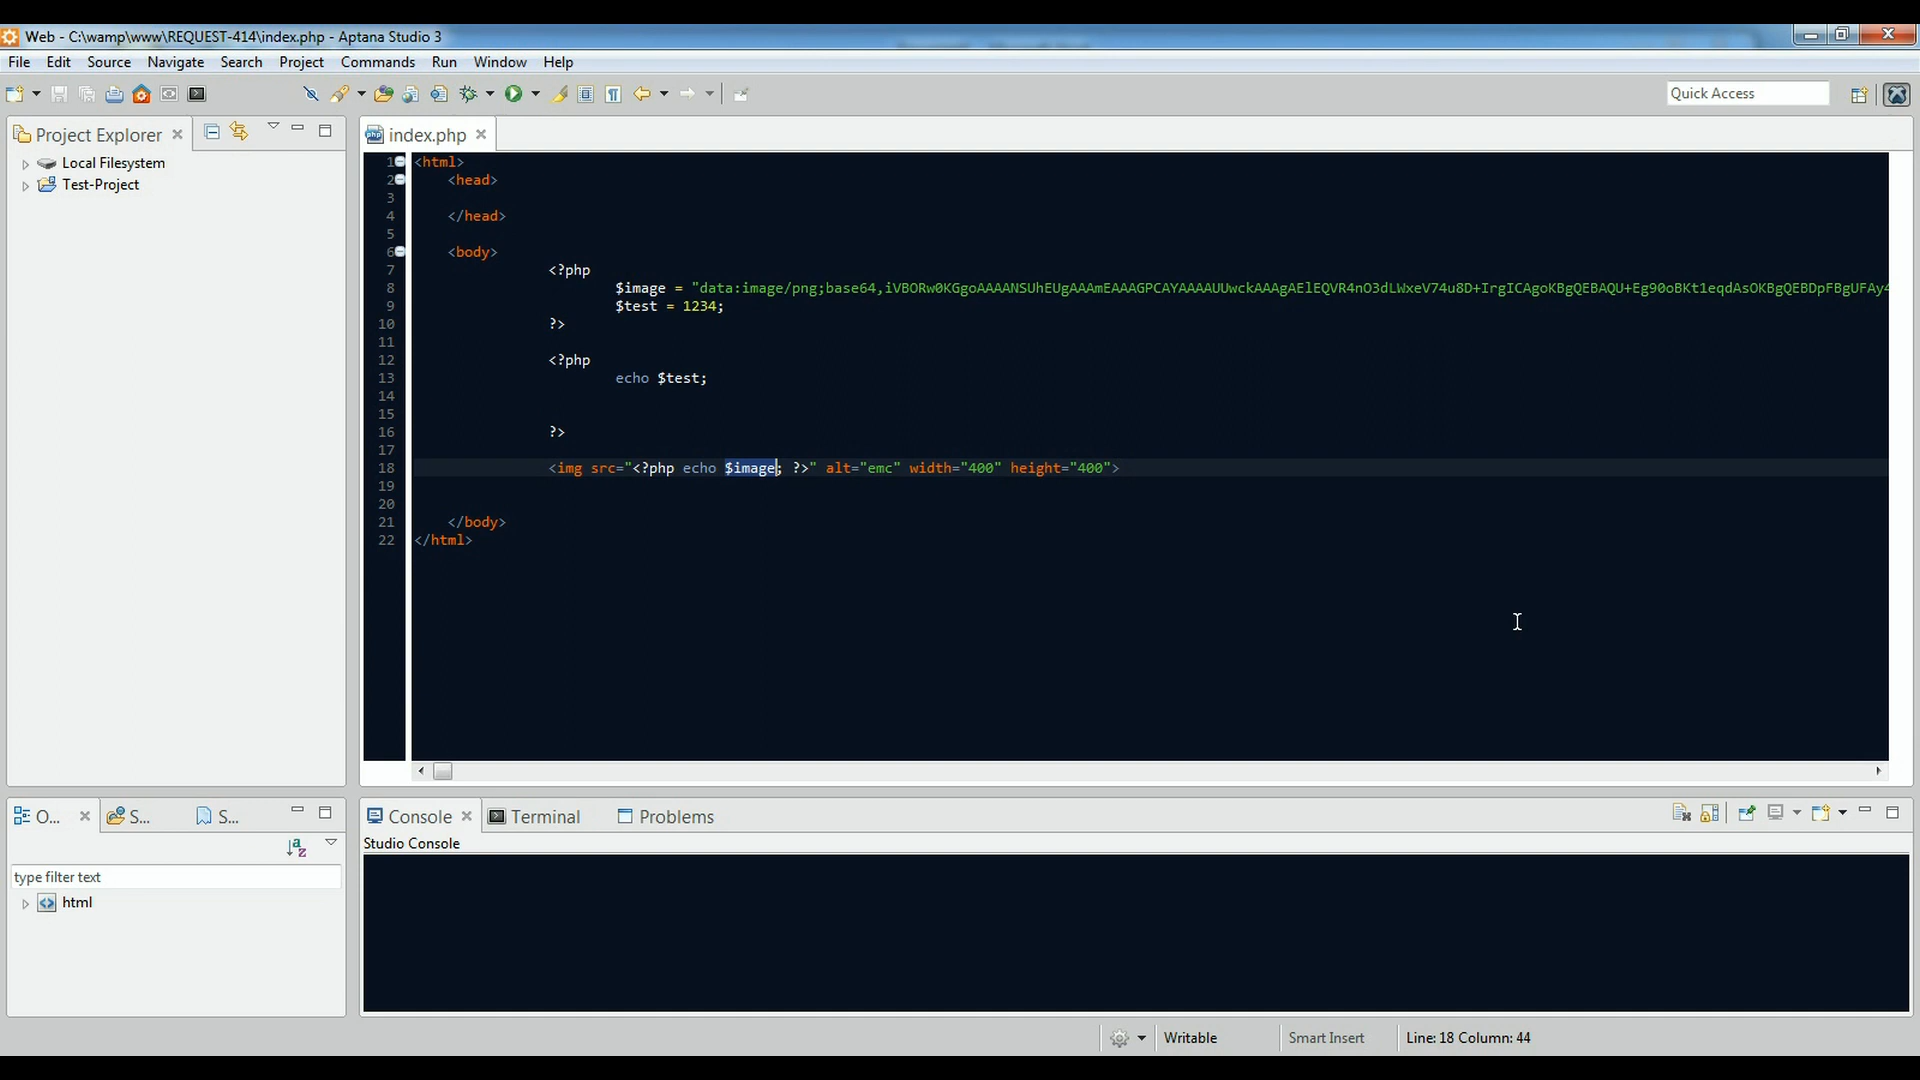 Web - C:\wamp\www\REQUEST-414\index.php - Aptana Studio 3
File Edit Source Navigate Search Project Commands Run Window Help
Quick Access
Project Explorer
Local Filesystem
Test-Project
index.php
1 <html>
2 <head>
3
4 </head>
5
6 <body>
7 <?php
8 $image = "data:image/png;base64,iVBORw0KGgoAAAANSUhEUgAAAmEAAAGPCAYAAAAUUwckAAAgAElEQVR4nO3dLWxeV74u8D+IrgICAgoKBgQEBAQU+Eg90oBKt1eqdAsOKBgQEBDpFBgUFAy4
9 $test = 1234;
10 ?>
11
12 <?php
13 echo $test;
14
15
16 ?>
17
18 <img src="<?php echo $image; ?>" alt="emc" width="400" height="400">
19
20
21 </body>
22 </html>
O...
S...
S...
type filter text
html
Console
Terminal
Problems
Studio Console
Writable
Smart Insert
Line: 18 Column: 44